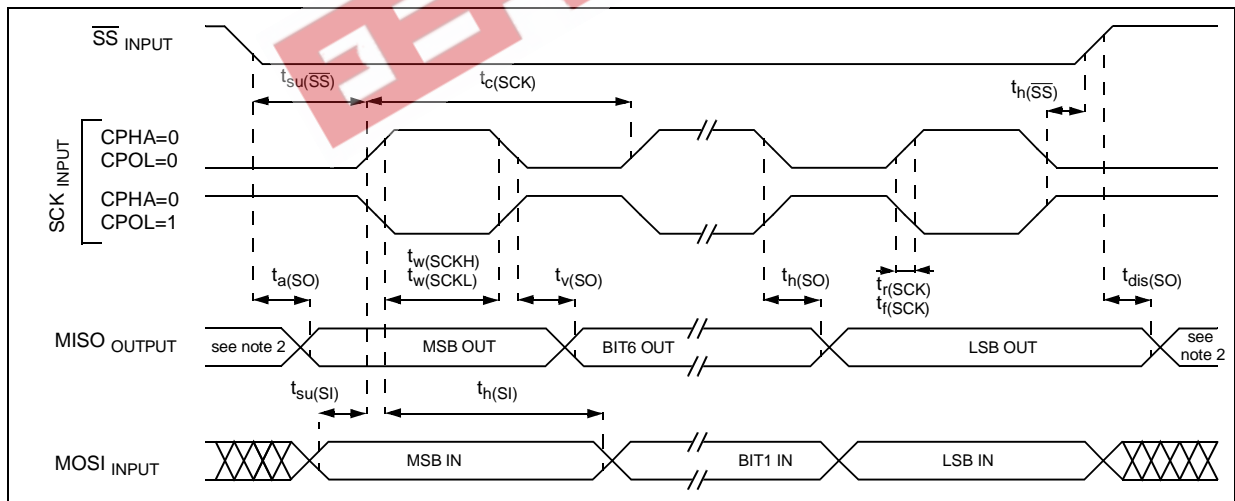 SS INPUT
tsu(SS)
tc(SCK)
th(SS)
SCK INPUT
CPHA=0
CPOL=0
CPHA=0
CPOL=1
ta(SO)
tw(SCKH)
tw(SCKL)
tv(SO)
th(SO)
tr(SCK)
tf(SCK)
tdis(SO)
MISO OUTPUT
see note 2
MSB OUT
BIT6 OUT
LSB OUT
see
note 2
tsu(SI)
th(SI)
MOSI INPUT
MSB IN
BIT1 IN
LSB IN